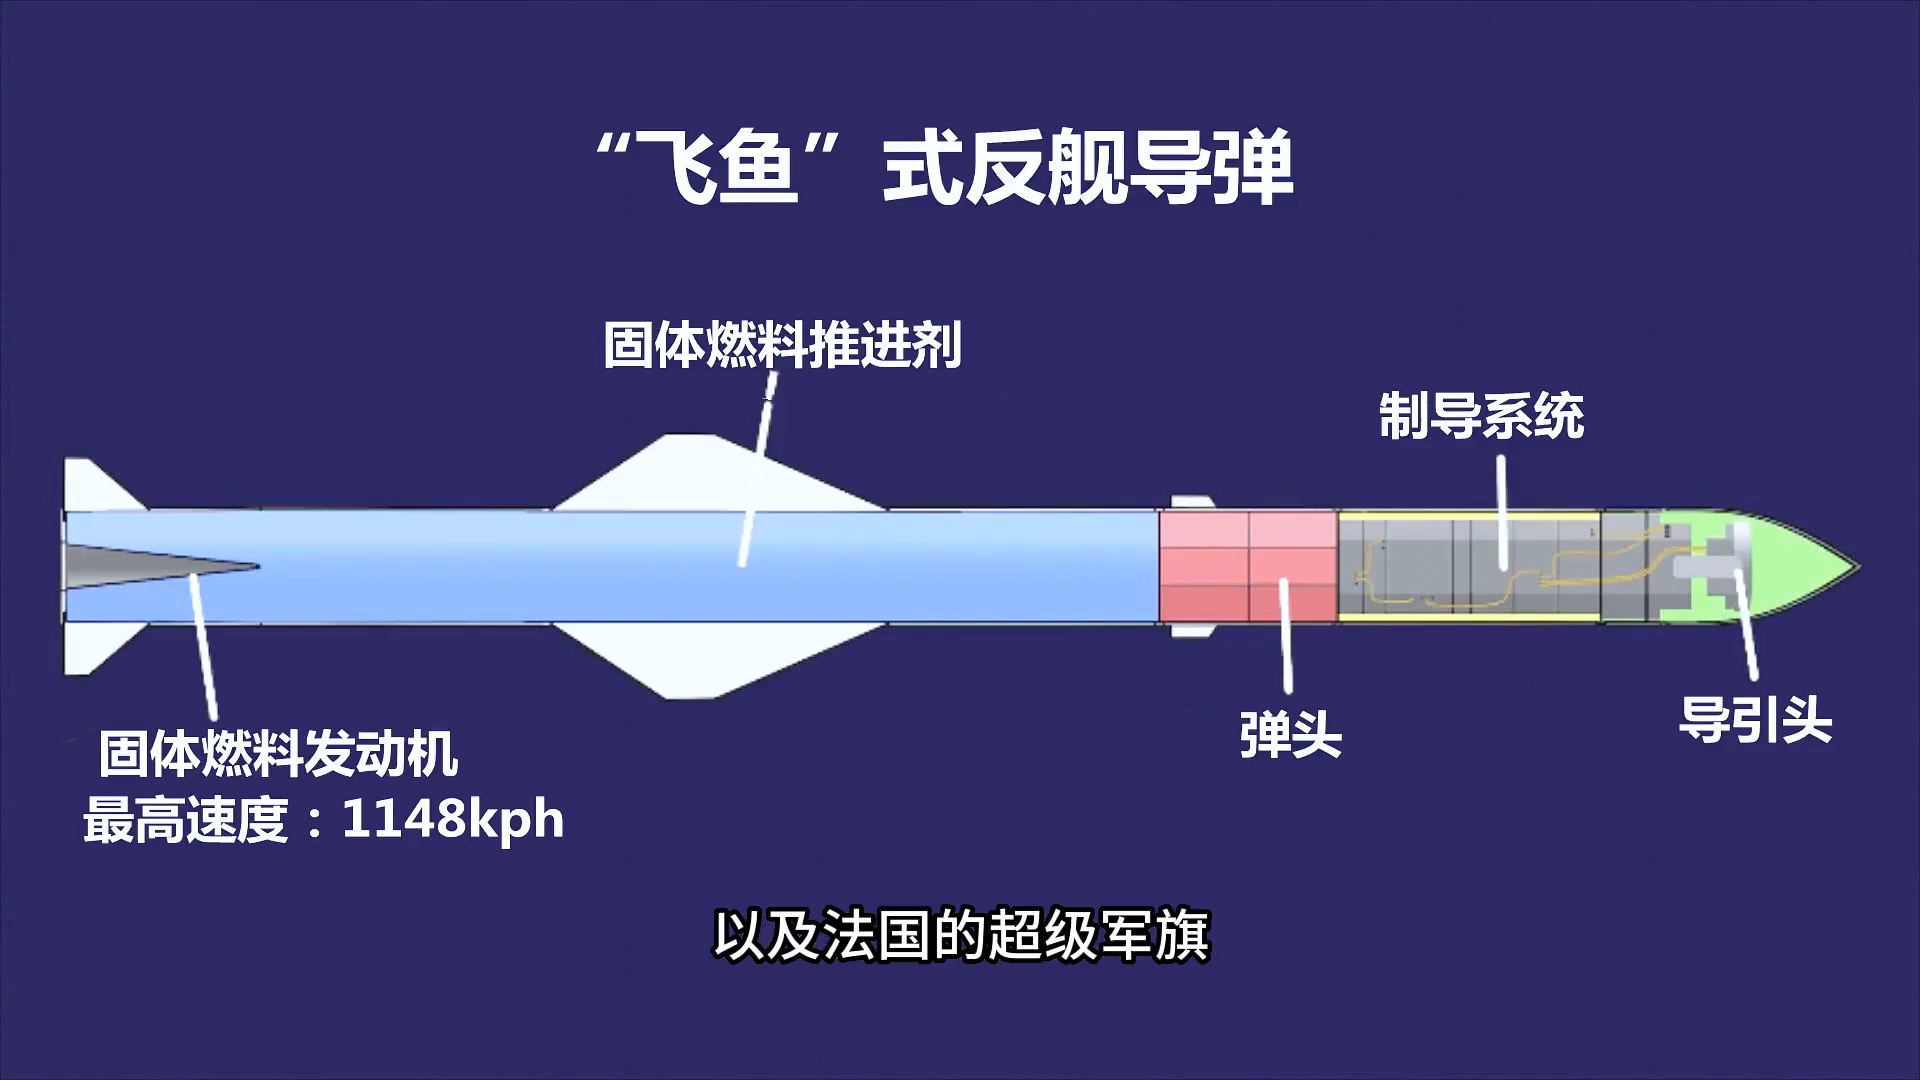 “飞鱼”式反舰导弹
固体燃料推进剂
制导系统
弹头
导引头
固体燃料发动机
最高速度：1148kph
以及法国的超级军旗